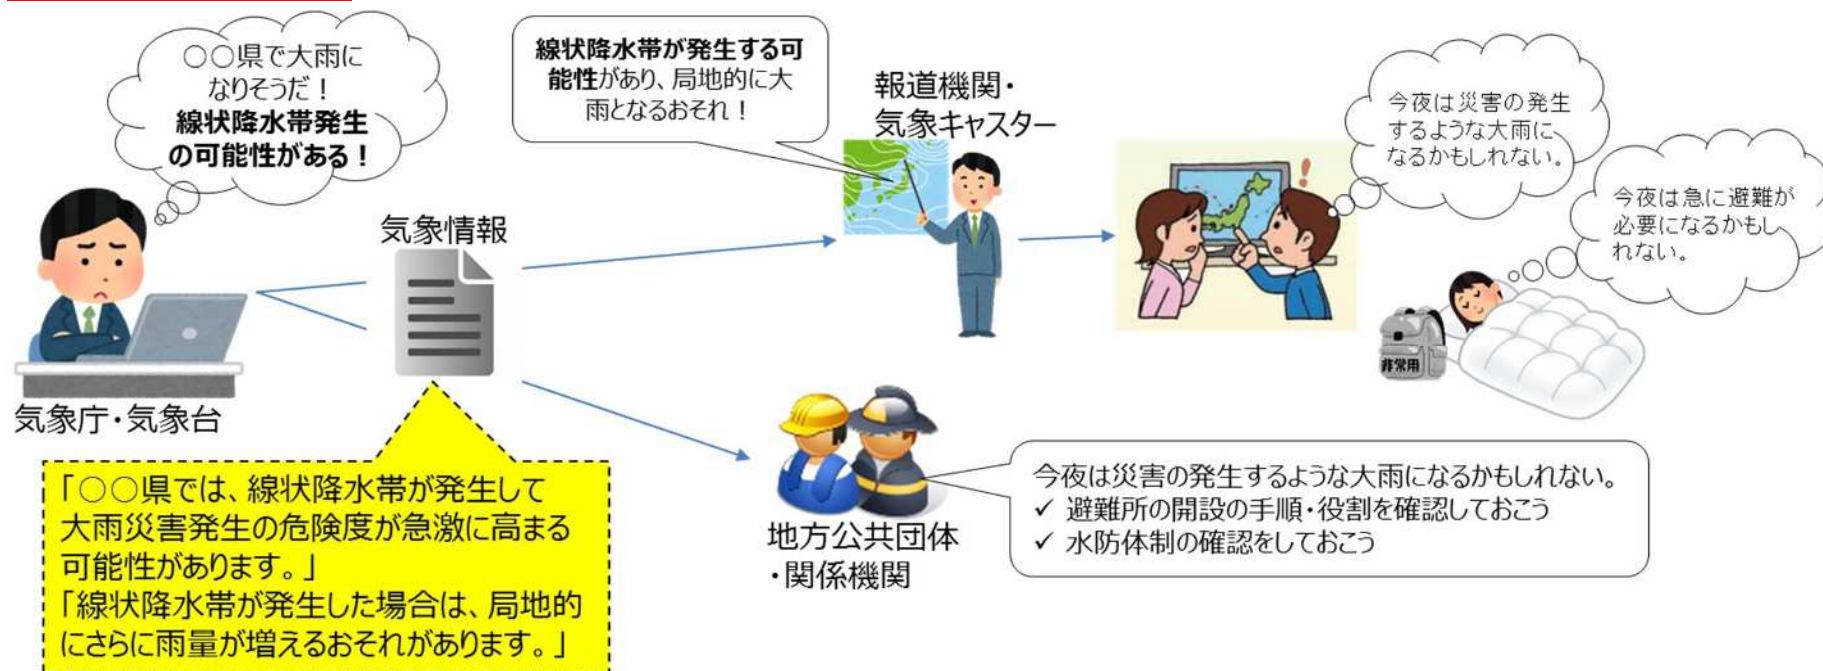 ○○県で大雨に
なりそうだ！
線状降水帯発生
の可能性がある！
気象庁・気象台
気象情報
「○○県では、線状降水帯が発生して
大雨災害発生の危険度が急激に高まる
可能性があります。」
「線状降水帯が発生した場合は、局地的
にさらに雨量が増えるおそれがあります。」
線状降水帯が発生する可
能性があり、局地的に大
雨となるおそれ！
報道機関・
気象キャスター
今夜は災害の発生
するような大雨に
なるかもしれない。
今夜は急に避難が
必要になるかもし
れない。
非常用
地方公共団体
・関係機関
今夜は災害の発生するような大雨になるかもしれない。
✓ 避難所の開設の手順・役割を確認しておこう
✓ 水防体制の確認をしておこう